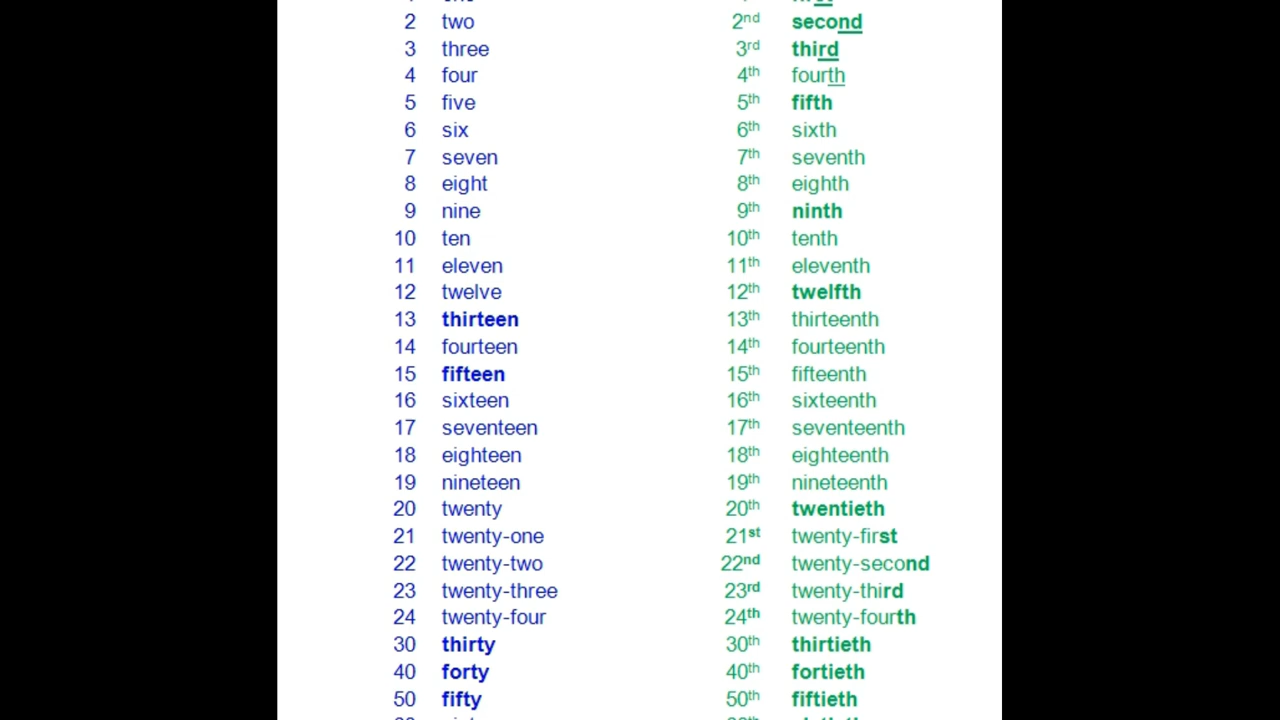 2 two 2nd second
3 three 3rd third
4 four 4th fourth
5 five 5th fifth
6 six 6th sixth
7 seven 7th seventh
8 eight 8th eighth
9 nine 9th ninth
10 ten 10th tenth
11 eleven 11th eleventh
12 twelve 12th twelfth
13 thirteen 13th thirteenth
14 fourteen 14th fourteenth
15 fifteen 15th fifteenth
16 sixteen 16th sixteenth
17 seventeen 17th seventeenth
18 eighteen 18th eighteenth
19 nineteen 19th nineteenth
20 twenty 20th twentieth
21 twenty-one 21st twenty-first
22 twenty-two 22nd twenty-second
23 twenty-three 23rd twenty-third
24 twenty-four 24th twenty-fourth
30 thirty 30th thirtieth
40 forty 40th fortieth
50 fifty 50th fiftieth